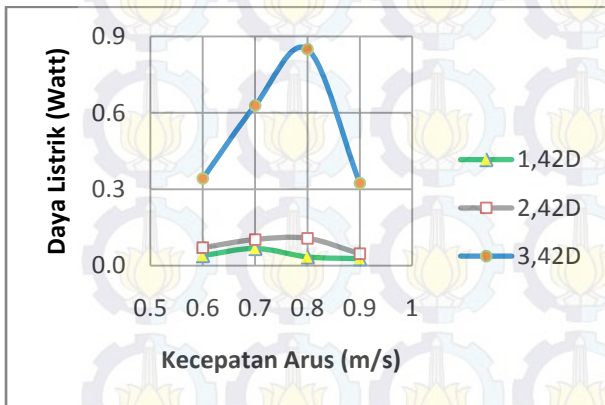 Daya Listrik (Watt)
0.9
0.6
0.3
0.0
0.5 0.6 0.7 0.8 0.9 1
Kecepatan Arus (m/s)
1,42D
2,42D
3,42D